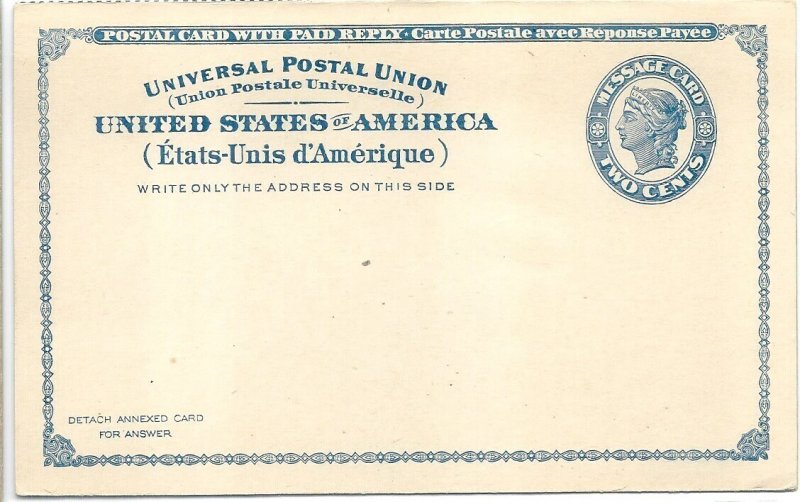 POSTAL CARD WITH PAID REPLY ★ Carte Postale avec Réponse Payée
UNIVERSAL POSTAL UNION
(Union Postale Universelle)
UNITED STATES OF AMERICA
(États-Unis d'Amérique)
WRITE ONLY THE ADDRESS ON THIS SIDE
MESSAGE CARD
LIBERTY
TWO CENTS
DETACH ANNEXED CARD
FOR ANSWER